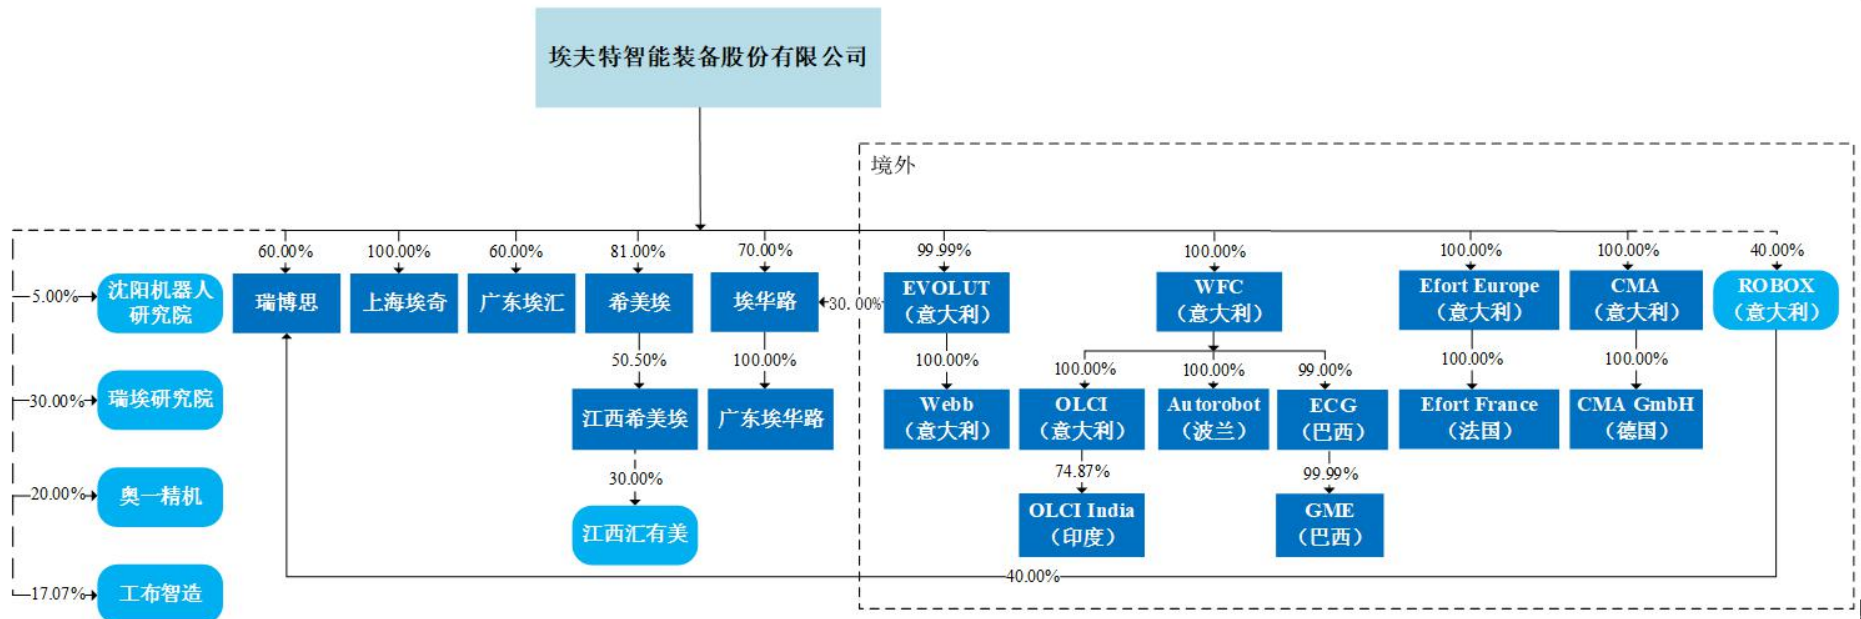 埃夫特智能装备股份有限公司
境外
60.00%
100.00%
60.00%
81.00%
70.00%
99.99%
100.00%
100.00%
100.00%
40.00%
5.00%
沈阳机器人
研究院
瑞博思
上海埃奇
广东埃汇
希美埃
埃华路
30.00%
EVOLUT
（意大利）
WFC
（意大利）
Efort Europe
（意大利）
CMA
（意大利）
ROBOX
（意大利）
50.50%
100.00%
100.00%
100.00%
100.00%
99.00%
100.00%
100.00%
30.00%
瑞埃研究院
江西希美埃
广东埃华路
Webb
（意大利）
OLCI
（意大利）
Autorobot
（波兰）
ECG
（巴西）
Efort France
（法国）
CMA GmbH
（德国）
30.00%
74.87%
99.99%
20.00%
奥一精机
江西汇有美
OLCI India
（印度）
GME
（巴西）
40.00%
17.07%
工布智造